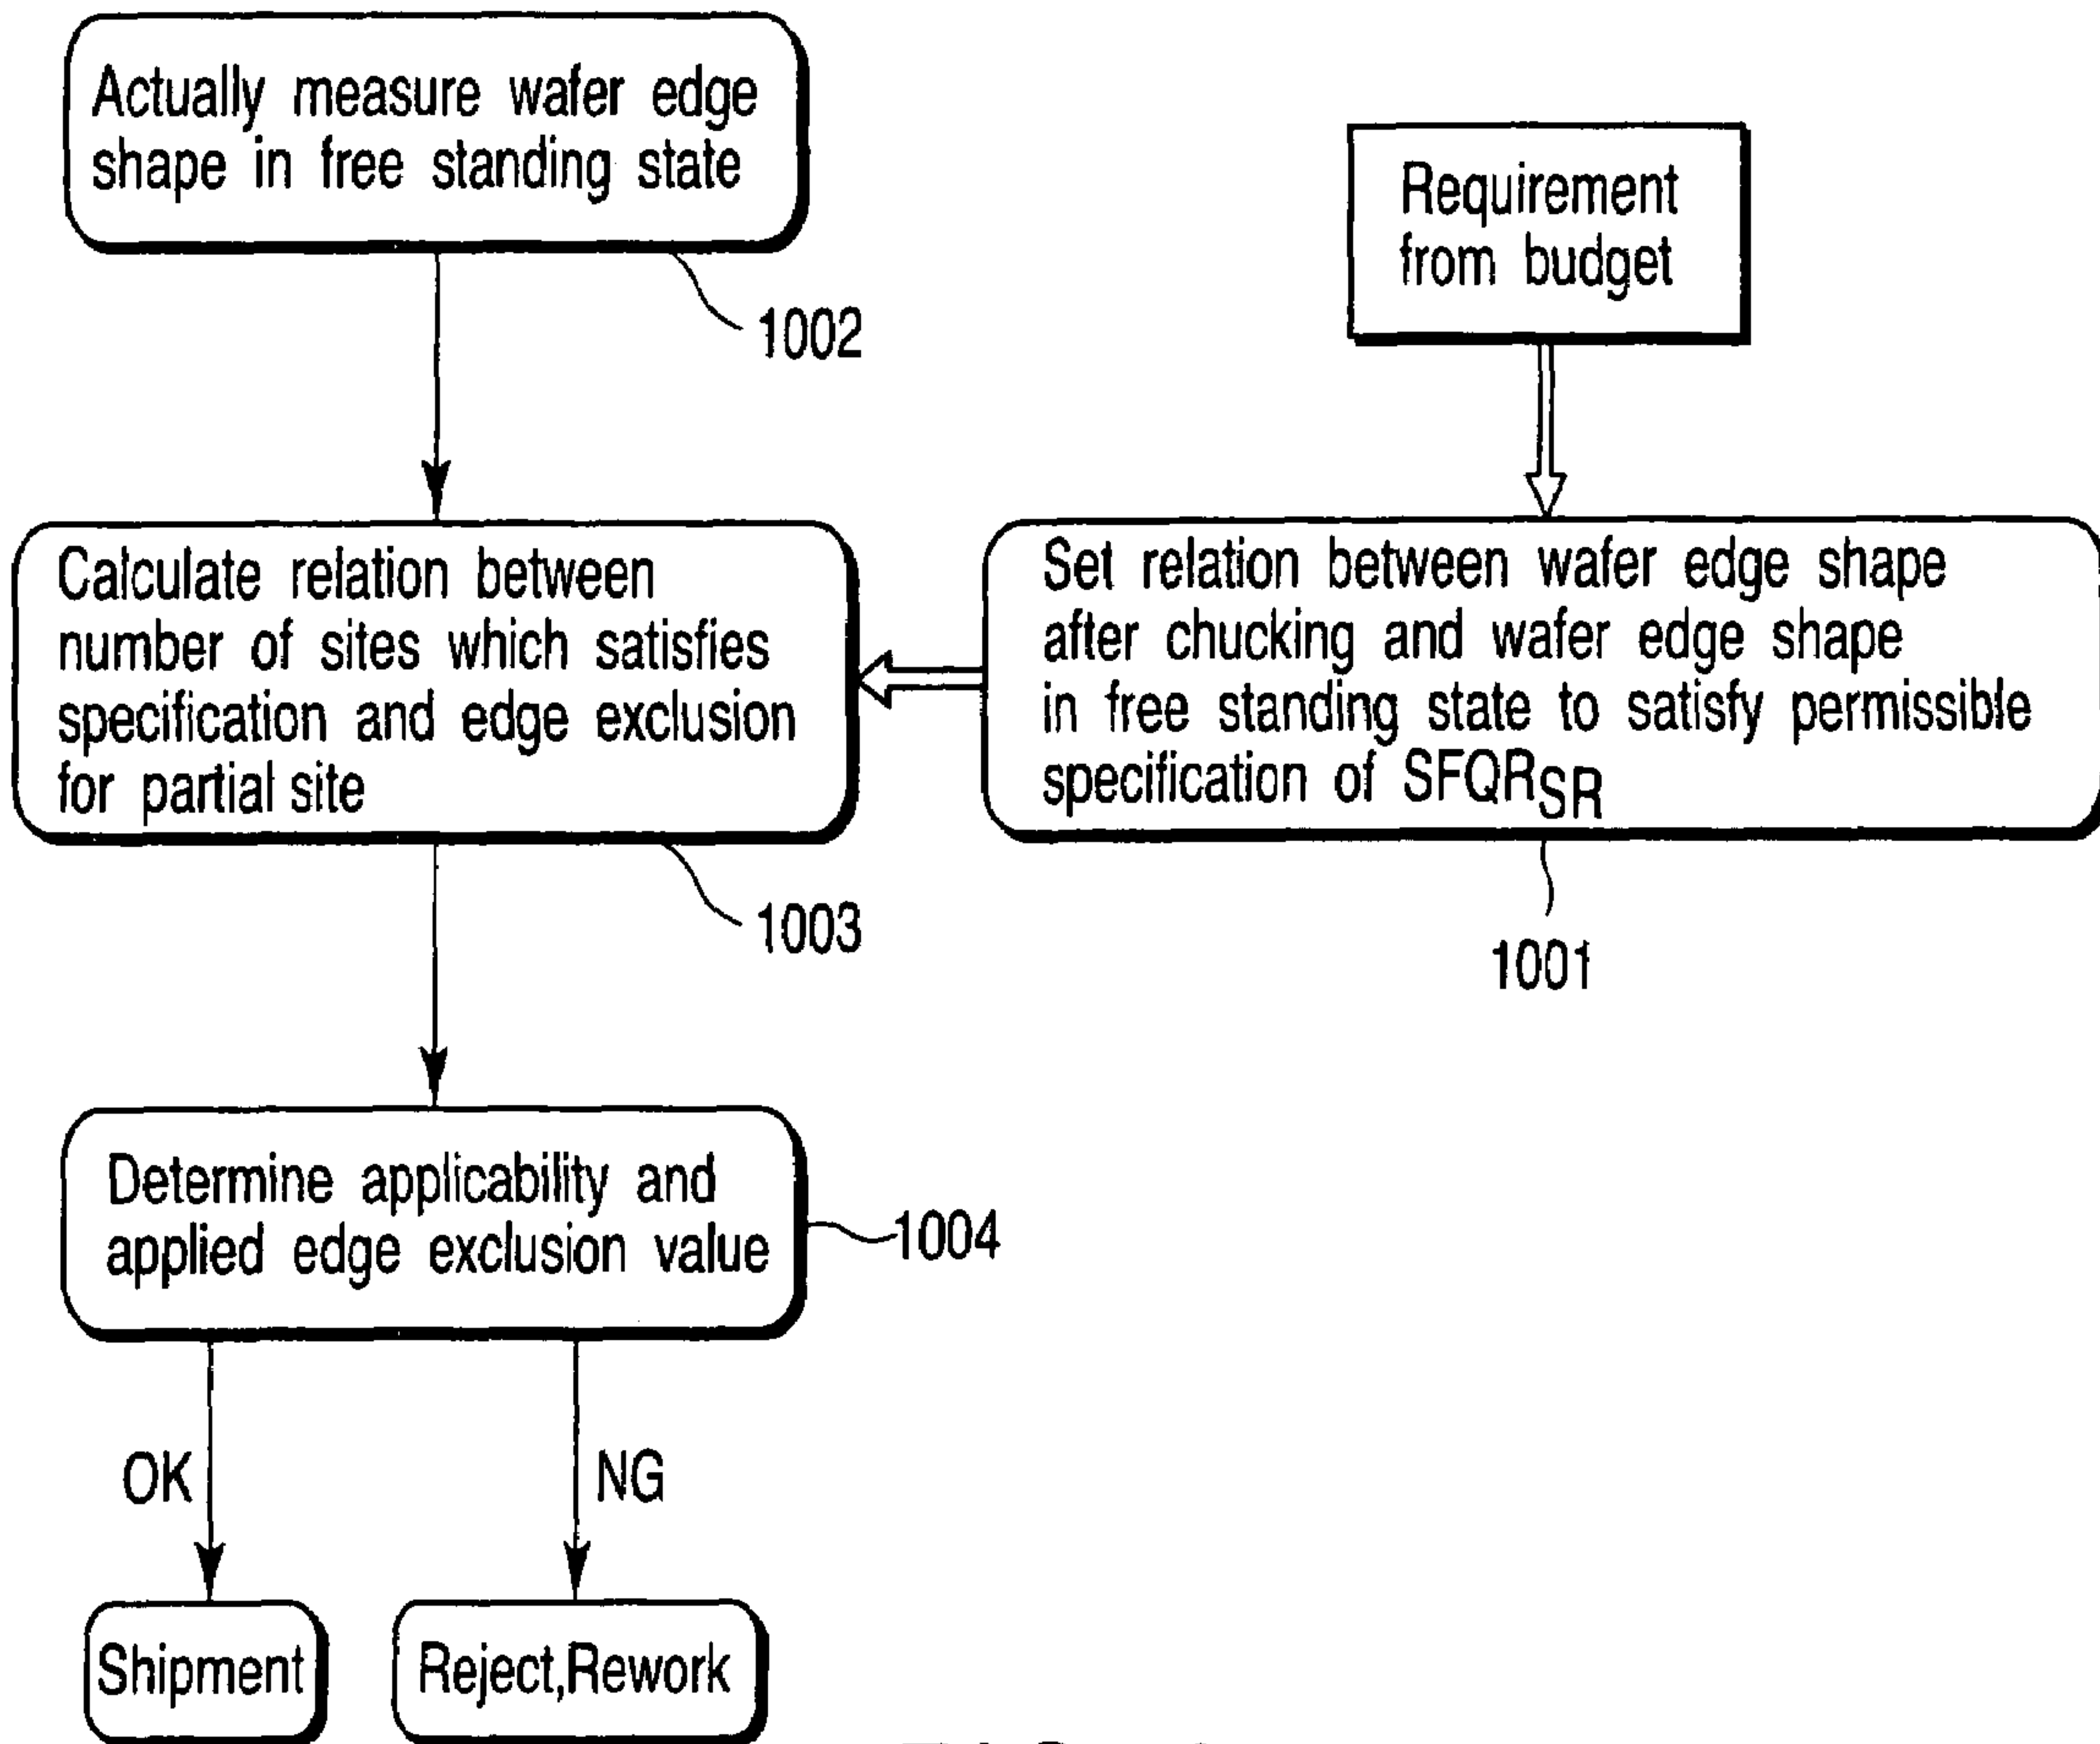 Actually measure wafer edge
shape in free standing state
1002
Requirement
from budget
Calculate relation between
number of sites which satisfies
specification and edge exclusion
for partial site
1003
Set relation between wafer edge shape
after chucking and wafer edge shape
in free standing state to satisfy permissible
specification of SFQRSR
1001
Determine applicability and
applied edge exclusion value
1004
OK
NG
Shipment
Reject,Rework